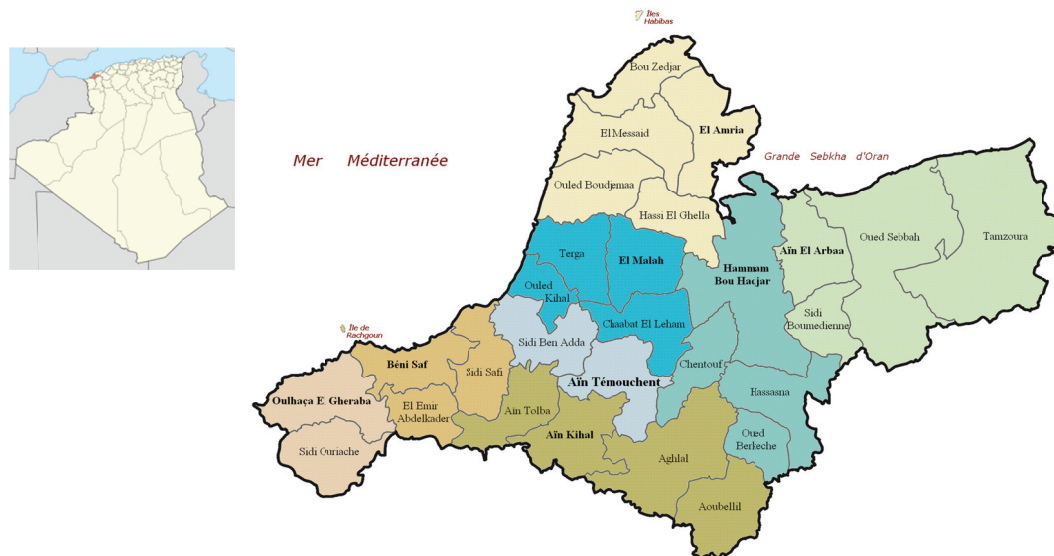 Îles
Habibas
Bou Zedjar
El Messaid
El Amria
Mer Méditerranée
Grande Sebkha d'Oran
Ouled Boudjemaa
Hassi El Ghella
Terga
El Malah
Hammam
Bou Hadjar
Aïn El Arbaa
Oued Sebbah
Tamzoura
Ouled
Kihal
Chaabat El Leham
Sidi
Boumedienne
Île de
Rachgoun
Sidi Ben Adda
Béni Saf
Sidi Safi
Aïn Témouchent
Chentouf
Oulhaça E Gheraba
El Emir
Abdelkader
Aïn Tolba
Hassasna
Aïn Kihal
Oued
Berkeche
Sidi Ouriache
Aghlal
Aoubellil